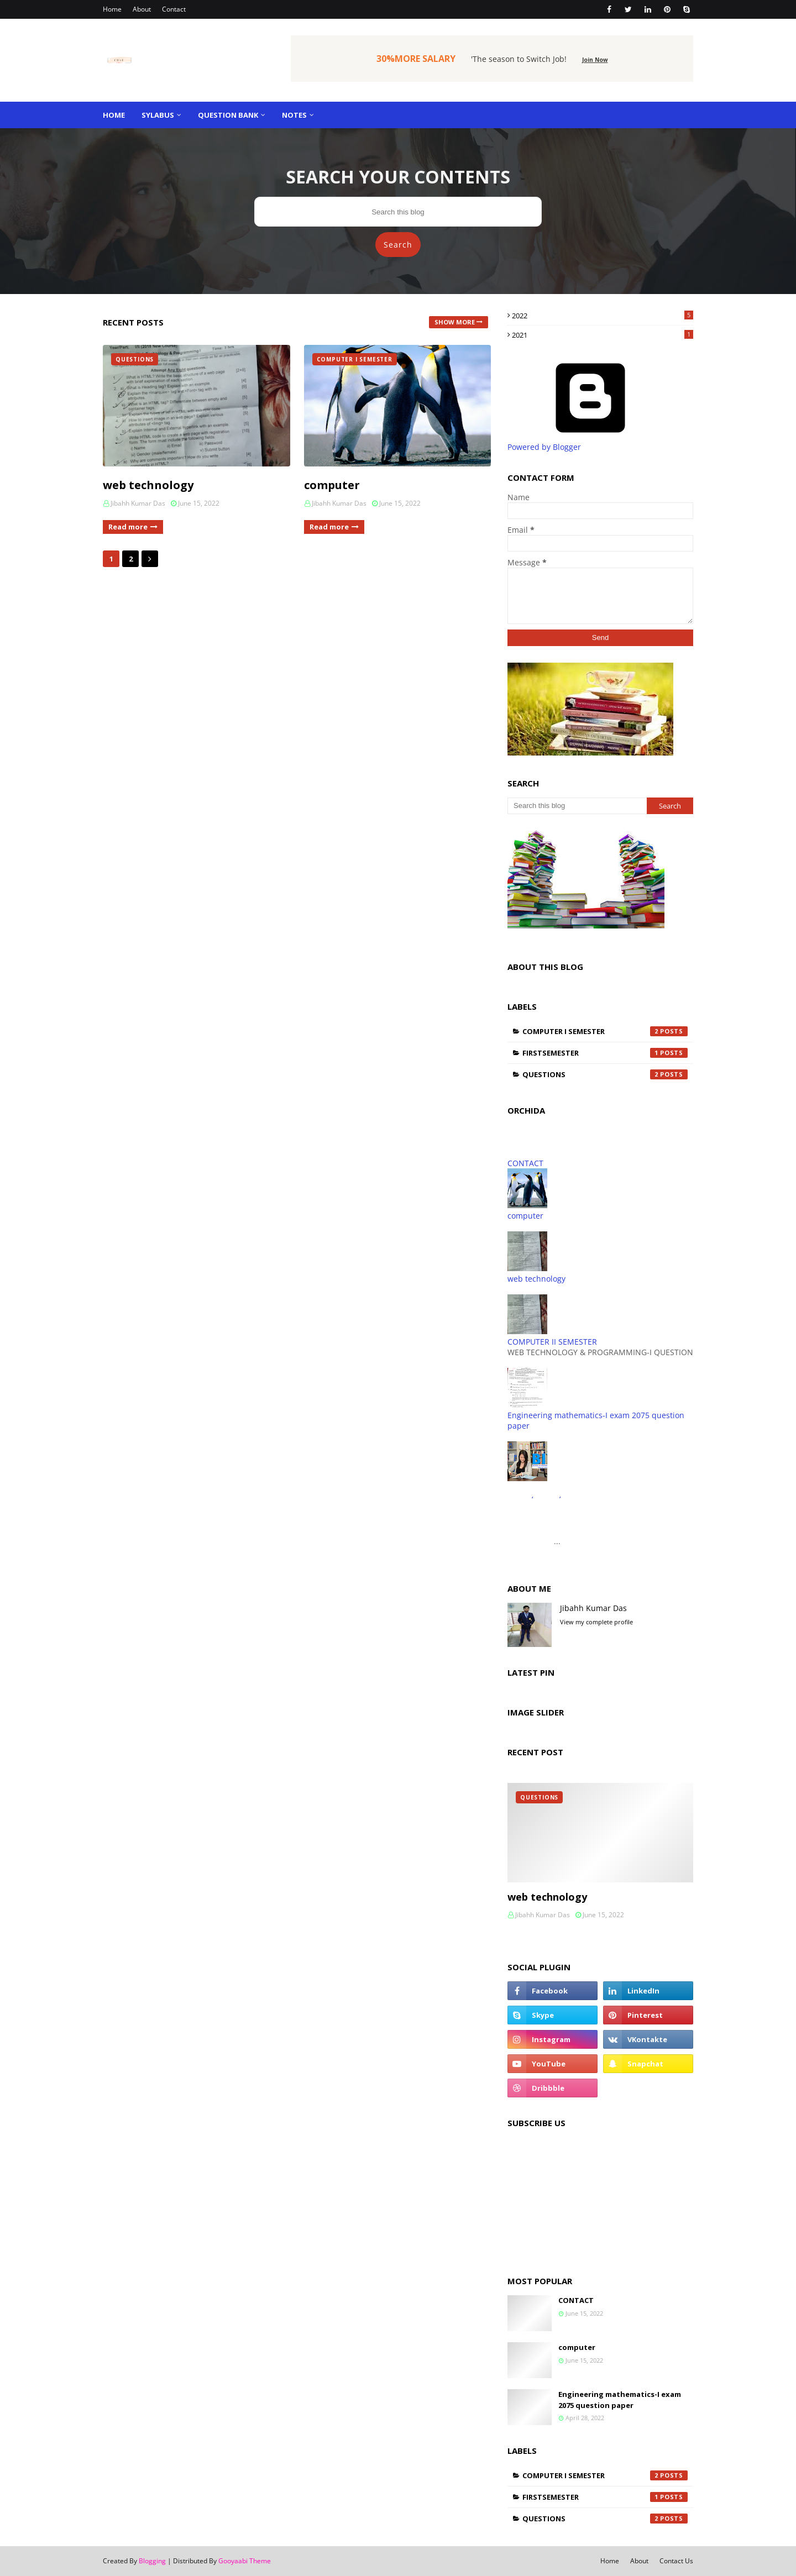 Home About Contact
30%MORE SALARY 'The season to Switch Job! Join Now
HOME SYLABUS QUESTION BANK NOTES
SEARCH YOUR CONTENTS
Search this blog
Search
RECENT POSTS
SHOW MORE
QUESTIONS
web technology
Jibahh Kumar Das June 15, 2022
Read more
COMPUTER I SEMESTER
computer
Jibahh Kumar Das June 15, 2022
Read more
1 2
2022 5
2021 1
Powered by Blogger
CONTACT FORM
Name
Email *
Message *
Send
SEARCH
Search this blog Search
ABOUT THIS BLOG
LABELS
COMPUTER I SEMESTER 2 POSTS
FIRSTSEMESTER 1 POSTS
QUESTIONS 2 POSTS
ORCHIDA
CONTACT
computer
web technology
COMPUTER II SEMESTER
WEB TECHNOLOGY & PROGRAMMING-I QUESTION
Engineering mathematics-I exam 2075 question
paper
, ,
...
ABOUT ME
Jibahh Kumar Das
View my complete profile
LATEST PIN
IMAGE SLIDER
RECENT POST
QUESTIONS
web technology
Jibahh Kumar Das June 15, 2022
SOCIAL PLUGIN
Facebook LinkedIn
Skype Pinterest
Instagram VKontakte
YouTube Snapchat
Dribbble
SUBSCRIBE US
MOST POPULAR
CONTACT
June 15, 2022
computer
June 15, 2022
Engineering mathematics-I exam
2075 question paper
April 28, 2022
LABELS
COMPUTER I SEMESTER 2 POSTS
FIRSTSEMESTER 1 POSTS
QUESTIONS 2 POSTS
Created By Blogging | Distributed By Gooyaabi Theme
Home About Contact Us